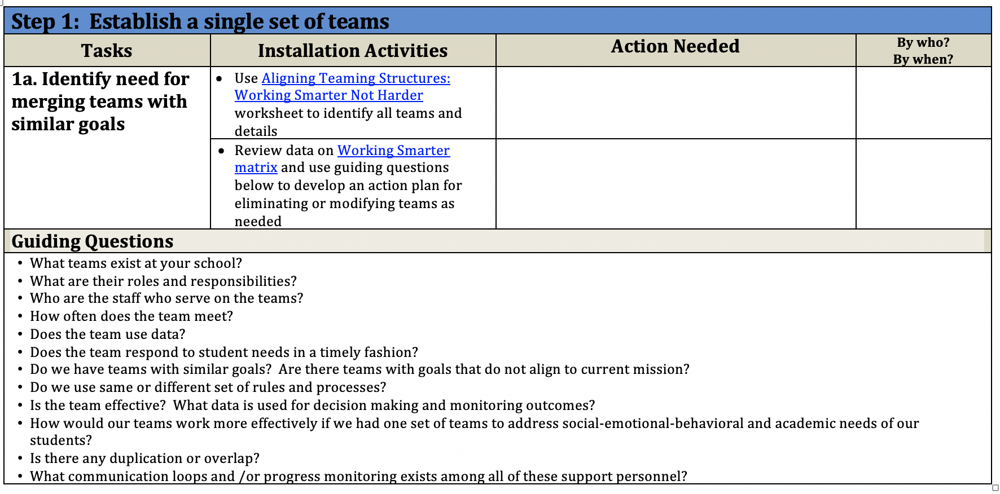 Step 1:  Establish a single set of teams
Tasks
Installation Activities
Action Needed
By who?
By when?
1a. Identify need for
merging teams with
similar goals
• Use Aligning Teaming Structures:
Working Smarter Not Harder
worksheet to identify all teams and
details
• Review data on Working Smarter
matrix and use guiding questions
below to develop an action plan for
eliminating or modifying teams as
needed
Guiding Questions
• What teams exist at your school?
• What are their roles and responsibilities?
• Who are the staff who serve on the teams?
• How often does the team meet?
• Does the team use data?
• Does the team respond to student needs in a timely fashion?
• Do we have teams with similar goals?  Are there teams with goals that do not align to current mission?
• Do we use same or different set of rules and processes?
• Is the team effective?  What data is used for decision making and monitoring outcomes?
• How would our teams work more effectively if we had one set of teams to address social-emotional-behavioral and academic needs of our
students?
• Is there any duplication or overlap?
• What communication loops and /or progress monitoring exists among all of these support personnel?